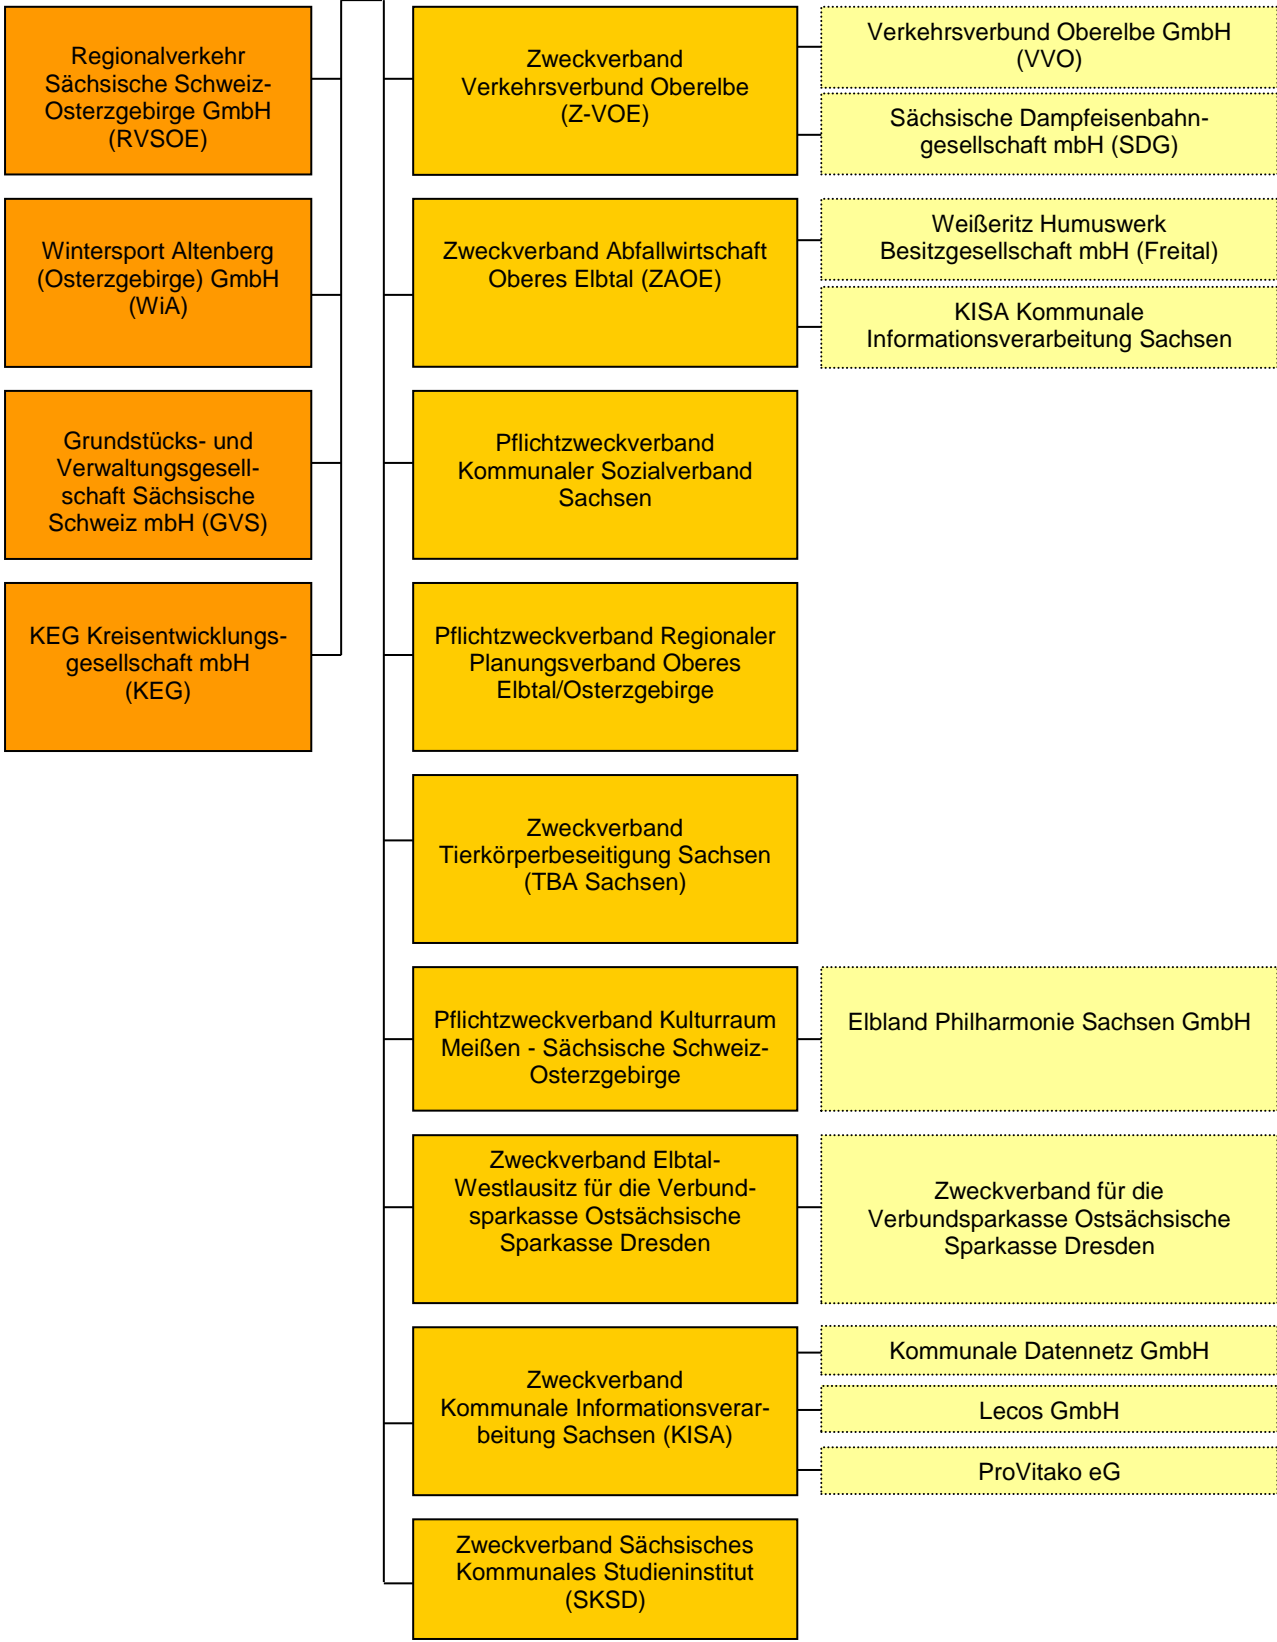 Regionalverkehr
Sächsische Schweiz-
Osterzgebirge GmbH
(RVSOE)
Wintersport Altenberg
(Osterzgebirge) GmbH
(WiA)
Grundstücks- und
Verwaltungsgesell-
schaft Sächsische
Schweiz mbH (GVS)
KEG Kreisentwicklungs-
gesellschaft mbH
(KEG)
Zweckverband
Verkehrsverbund Oberelbe
(Z-VOE)
Verkehrsverbund Oberelbe GmbH
(VVO)
Sächsische Dampfeisenbahn-
gesellschaft mbH (SDG)
Zweckverband Abfallwirtschaft
Oberes Elbtal (ZAOE)
Weißeritz Humuswerk
Besitzgesellschaft mbH (Freital)
KISA Kommunale
Informationsverarbeitung Sachsen
Pflichtzweckverband
Kommunaler Sozialverband
Sachsen
Pflichtzweckverband Regionaler
Planungsverband Oberes
Elbtal/Osterzgebirge
Zweckverband
Tierkörperbeseitigung Sachsen
(TBA Sachsen)
Pflichtzweckverband Kulturraum
Meißen - Sächsische Schweiz-
Osterzgebirge
Elbland Philharmonie Sachsen GmbH
Zweckverband Elbtal-
Westlausitz für die Verbund-
sparkasse Ostsächsische
Sparkasse Dresden
Zweckverband für die
Verbundsparkasse Ostsächsische
Sparkasse Dresden
Zweckverband
Kommunale Informationsverar-
beitung Sachsen (KISA)
Kommunale Datennetz GmbH
Lecos GmbH
ProVitako eG
Zweckverband Sächsisches
Kommunales Studieninstitut
(SKSD)